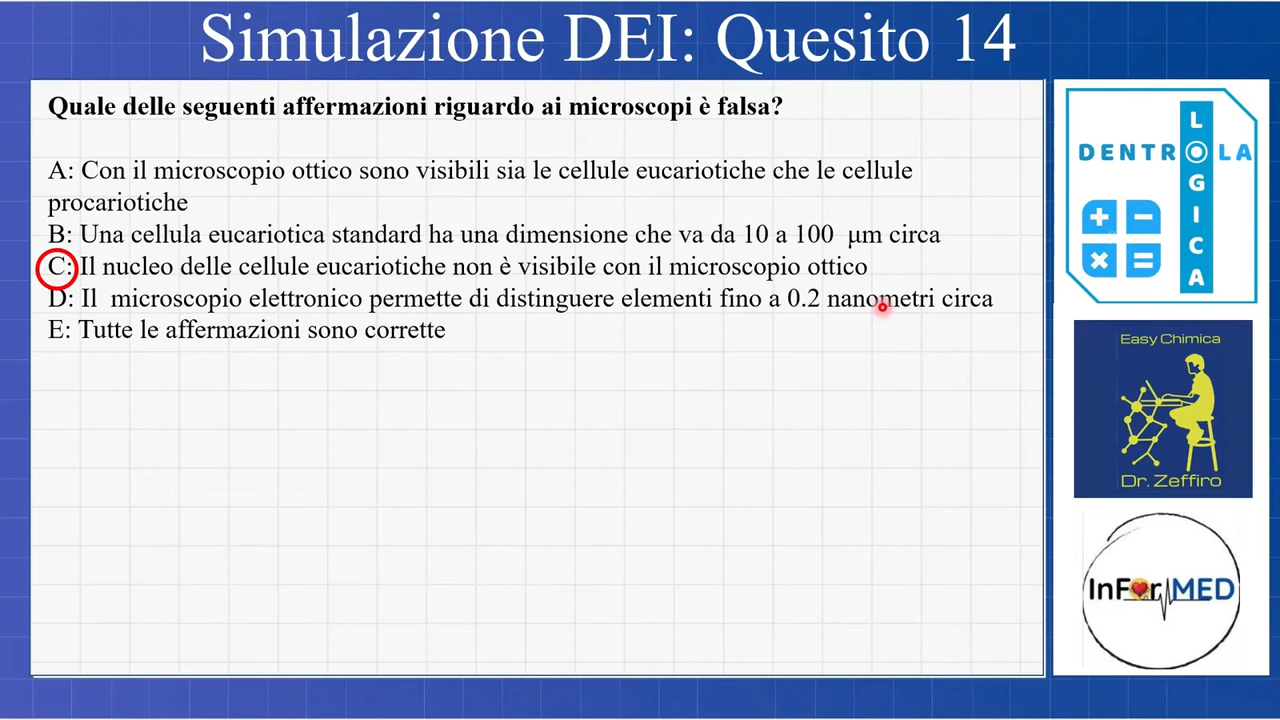 Simulazione DEI: Quesito 14
Quale delle seguenti affermazioni riguardo ai microscopi è falsa?
A: Con il microscopio ottico sono visibili sia le cellule eucariotiche che le cellule
procariotiche
B: Una cellula eucariotica standard ha una dimensione che va da 10 a 100 μm circa
C: Il nucleo delle cellule eucariotiche non è visibile con il microscopio ottico
D: Il microscopio elettronico permette di distinguere elementi fino a 0.2 nanometri circa
E: Tutte le affermazioni sono corrette
DENTRO LA
LOGICA
Easy Chimica
Dr. Zeffiro
InForMED